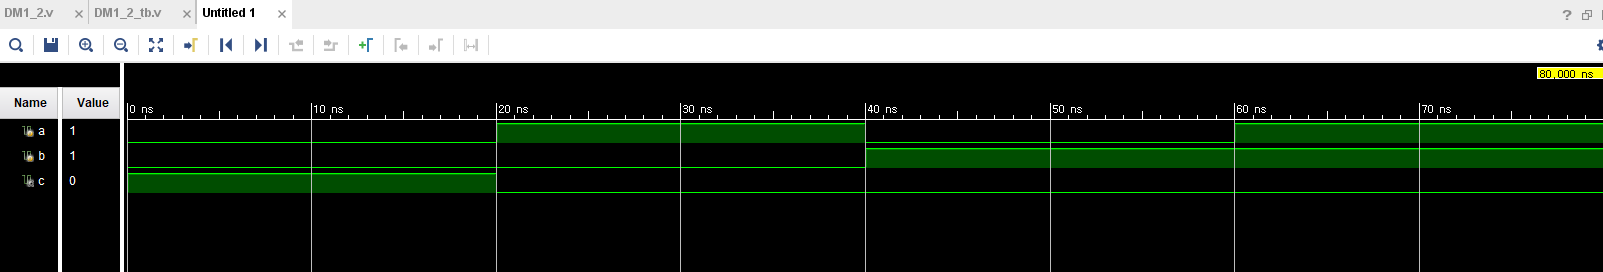 DM1_2.v × DM1_2_tb.v × Untitled 1 ×
?
80,000 ns
Name Value 0 ns 10 ns 20 ns 30 ns 40 ns 50 ns 60 ns 70 ns
a 1
b 1
c 0